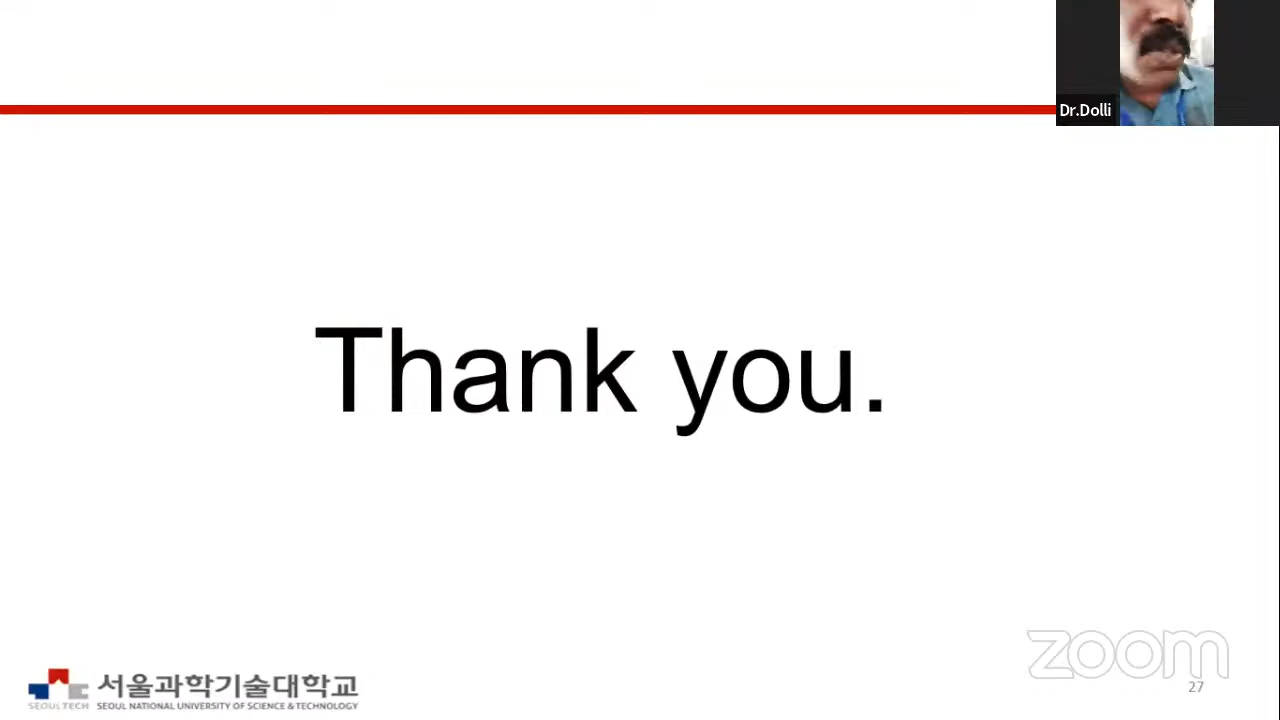 Dr.Dolli
Thank you.
zoom
27
서울과학기술대학교
SEOULTECH SEOUL NATIONAL UNIVERSITY OF SCIENCE & TECHNOLOGY